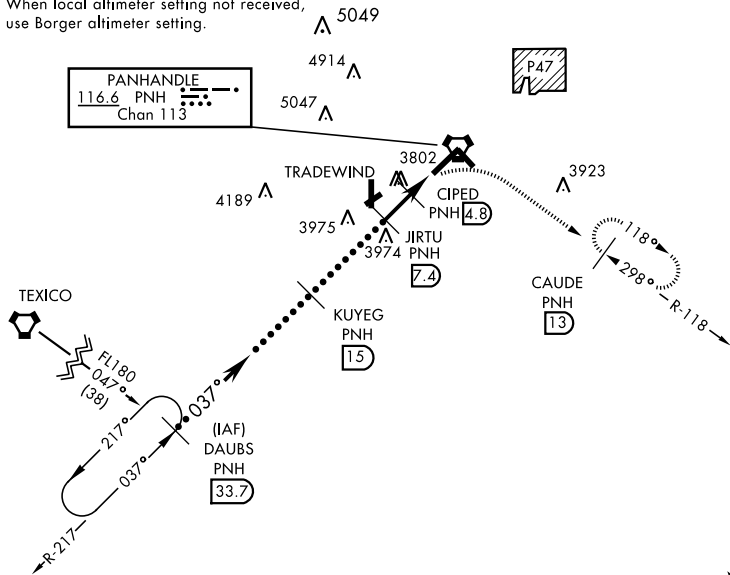 When local altimeter setting not received,
use Borger altimeter setting.
5049
4914
P47
PANHANDLE
116.6 PNH
Chan 113
5047
3802
TRADEWIND
3923
4189
CIPED
PNH 4.8
3975
3974
JIRTU
PNH
7.4
118°
298°
CAUDE
PNH
13
R-118
TEXICO
KUYEG
PNH
15
FL180
047°
(38)
037°
217°
(IAF)
DAUBS
PNH
33.7
037°
R-217